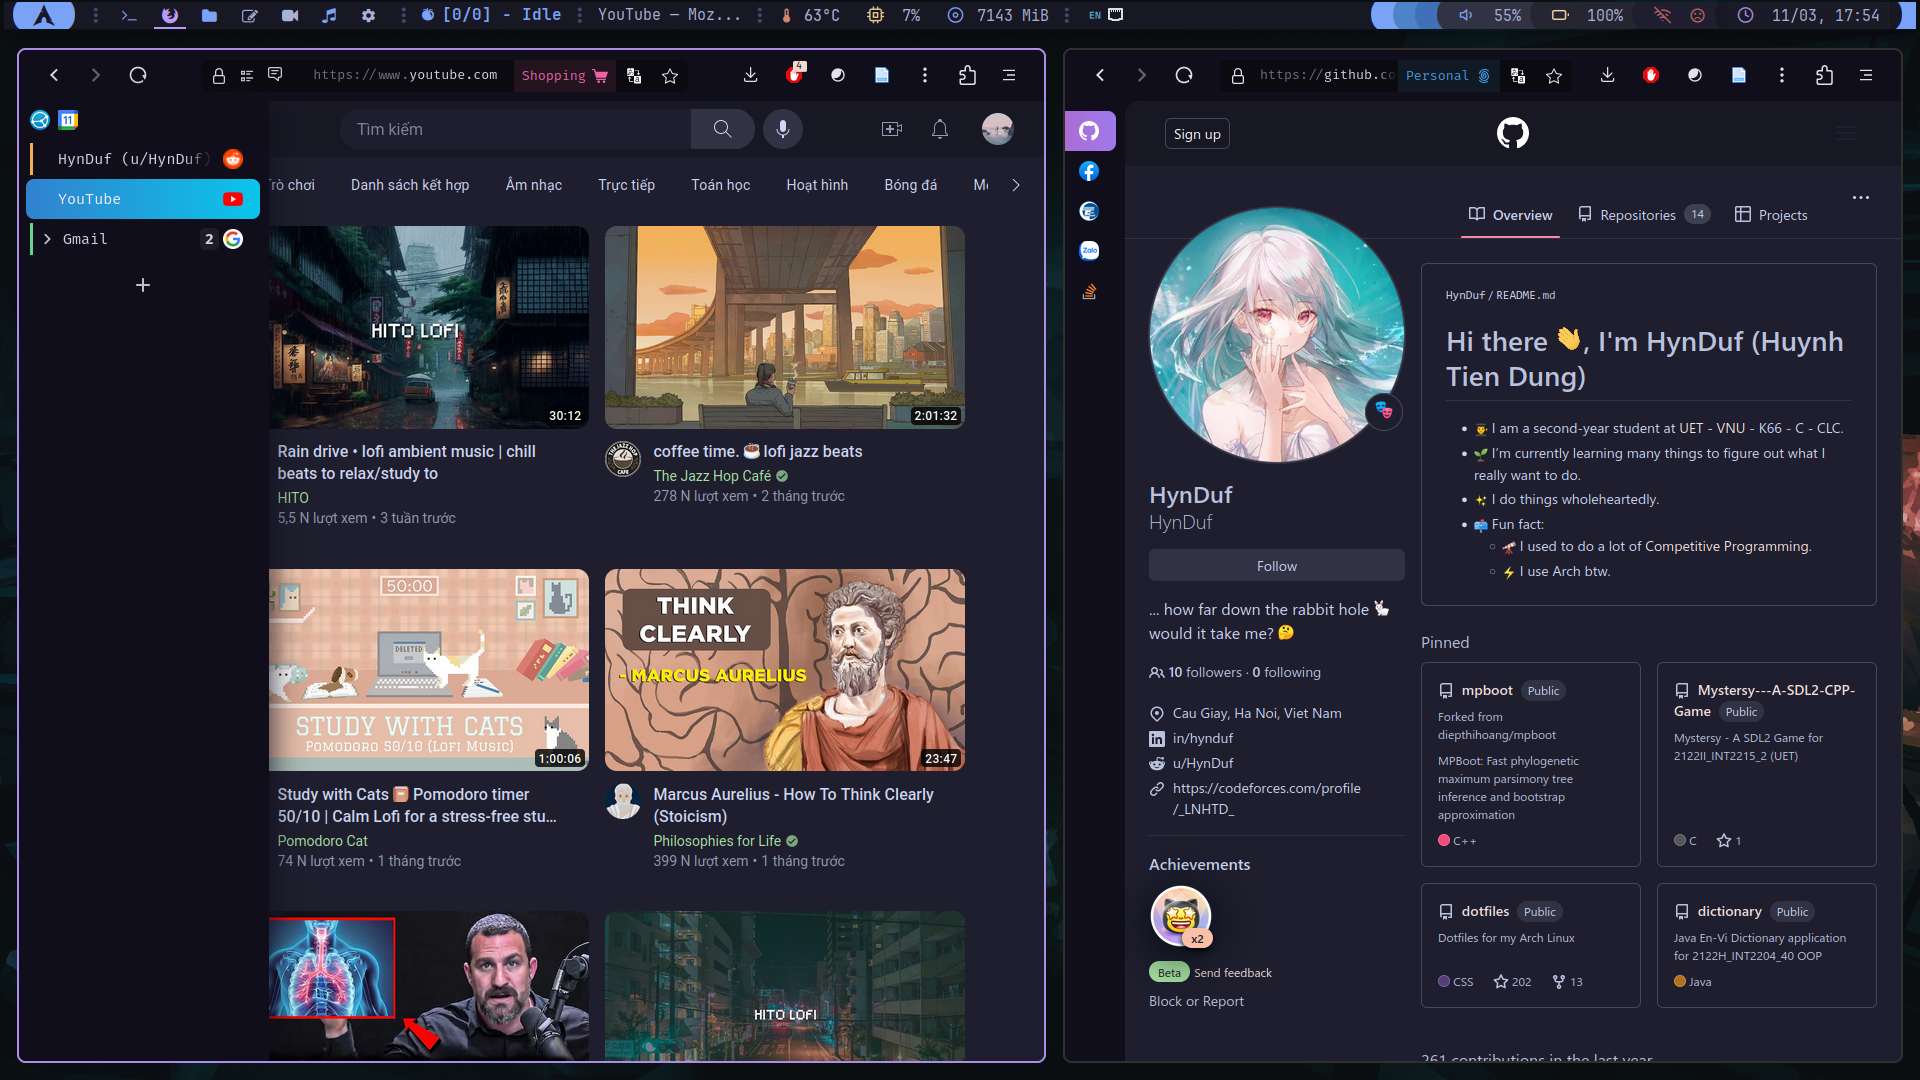 [0/0] - Idle
YouTube — Moz...
63°C
7%
7143 MiB
EN
55%
100%
11/03, 17:54
https://www.youtube.com
Shopping
4
11
HynDuf (u/HynDuf)
YouTube
Gmail
2
Tìm kiếm
Trò chơi
Danh sách kết hợp
Âm nhạc
Trực tiếp
Toán học
Hoạt hình
Bóng đá
HITO LOFI
30:12
2:01:32
Rain drive • lofi ambient music | chill
beats to relax/study to
HITO
5,5 N lượt xem • 3 tuần trước
THE JAZZ HOP
CAFE
coffee time. ☕ lofi jazz beats
The Jazz Hop Café
278 N lượt xem • 2 tháng trước
50:00
DELETED
STUDY WITH CATS
POMODORO 50/10 (LOFI MUSIC)
1:00:06
THINK
CLEARLY
- MARCUS AURELIUS
23:47
Study with Cats 📔 Pomodoro timer
50/10 | Calm Lofi for a stress-free stu...
Pomodoro Cat
74 N lượt xem • 1 tháng trước
Marcus Aurelius - How To Think Clearly
(Stoicism)
Philosophies for Life
399 N lượt xem • 1 tháng trước
HITO LOFI
https://github.co
Personal
Zalo
Sign up
Overview
Repositories 14
Projects
HynDuf
HynDuf
Follow
... how far down the rabbit hole 🐇
would it take me? 🤔
10 followers · 0 following
Cau Giay, Ha Noi, Viet Nam
in/hynduf
u/HynDuf
https://codeforces.com/profile
/_LNHTD_
Achievements
x2
Beta Send feedback
Block or Report
HynDuf / README.md
Hi there 👋, I'm HynDuf (Huynh
Tien Dung)
• 👨‍🎓 I am a second-year student at UET - VNU - K66 - C - CLC.
• 🌱 I'm currently learning many things to figure out what I
really want to do.
• ✨ I do things wholeheartedly.
• 📫 Fun fact:
○ 🔭 I used to do a lot of Competitive Programming.
○ ⚡ I use Arch btw.
Pinned
mpboot Public
Forked from
diepthihoang/mpboot
MPBoot: Fast phylogenetic
maximum parsimony tree
inference and bootstrap
approximation
C++
Mystersy---A-SDL2-CPP-
Game Public
Mystersy - A SDL2 Game for
2122II_INT2215_2 (UET)
C
1
dotfiles Public
Dotfiles for my Arch Linux
CSS
202
13
dictionary Public
Java En-Vi Dictionary application
for 2122H_INT2204_40 OOP
Java
261 contributions in the last year